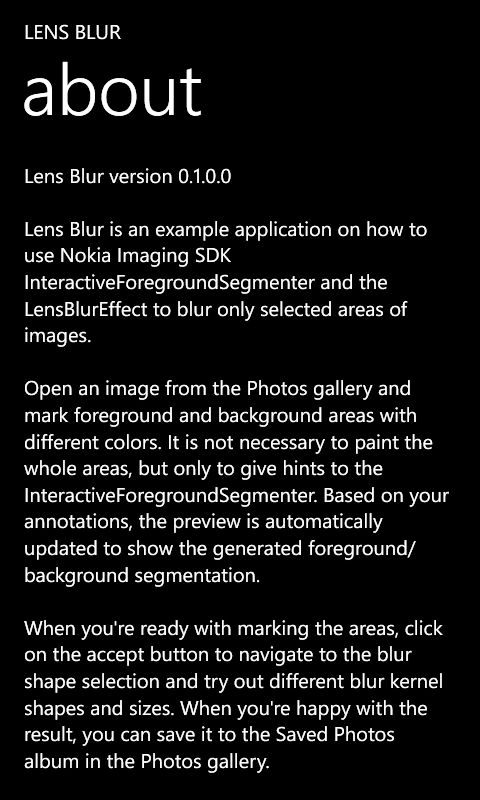 LENS BLUR
about
Lens Blur version 0.1.0.0
Lens Blur is an example application on how to
use Nokia Imaging SDK
InteractiveForegroundSegmenter and the
LensBlurEffect to blur only selected areas of
images.
Open an image from the Photos gallery and
mark foreground and background areas with
different colors. It is not necessary to paint the
whole areas, but only to give hints to the
InteractiveForegroundSegmenter. Based on your
annotations, the preview is automatically
updated to show the generated foreground/
background segmentation.
When you're ready with marking the areas, click
on the accept button to navigate to the blur
shape selection and try out different blur kernel
shapes and sizes. When you're happy with the
result, you can save it to the Saved Photos
album in the Photos gallery.